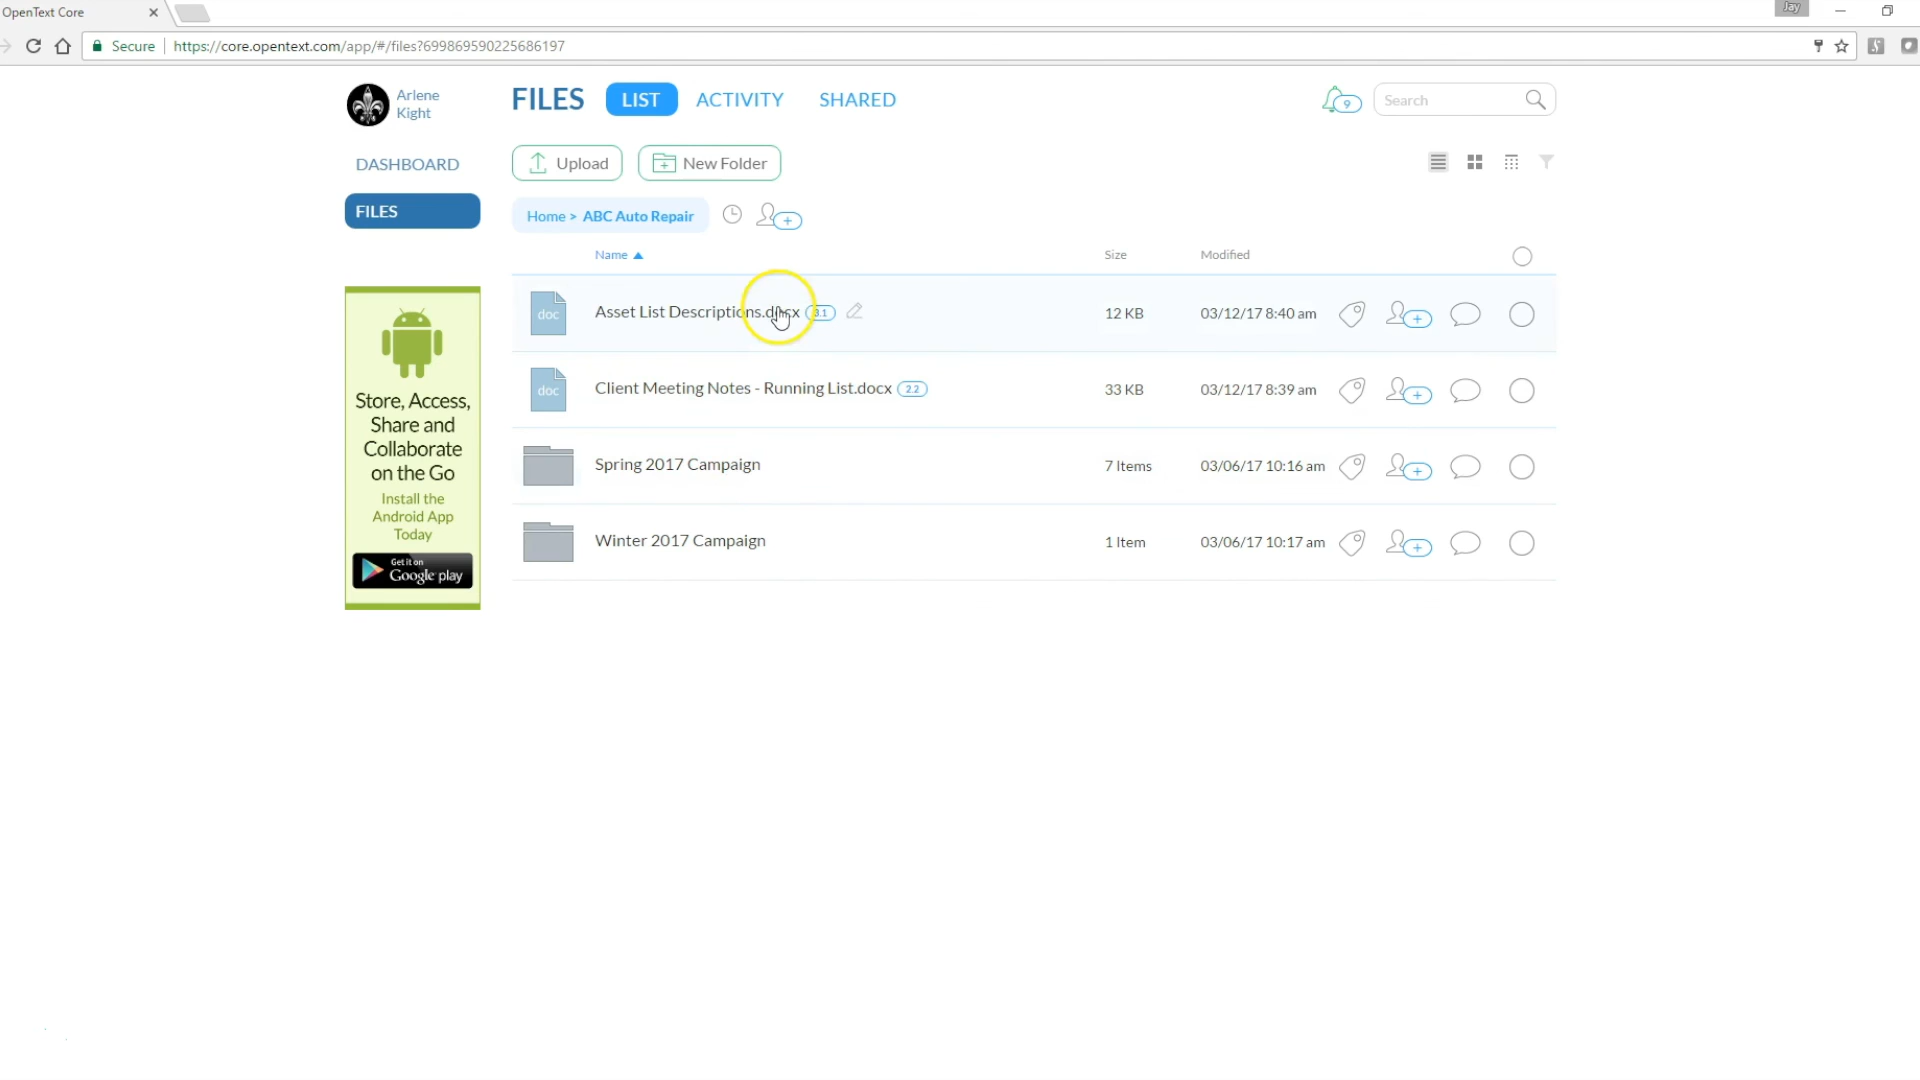 OpenText Core
Jay
Secure https://core.opentext.com/app/#/files?699869590225686197
Arlene
Kight
FILES LIST ACTIVITY SHARED
9
Search
DASHBOARD
FILES
Upload New Folder
Home > ABC Auto Repair
Name Size Modified
doc Asset List Descriptions.docx 3.1 12 KB 03/12/17 8:40 am
doc Client Meeting Notes - Running List.docx 2.2 33 KB 03/12/17 8:39 am
Spring 2017 Campaign 7 Items 03/06/17 10:16 am
Winter 2017 Campaign 1 Item 03/06/17 10:17 am
Store, Access,
Share and
Collaborate
on the Go
Install the
Android App
Today
Get it on
Google play